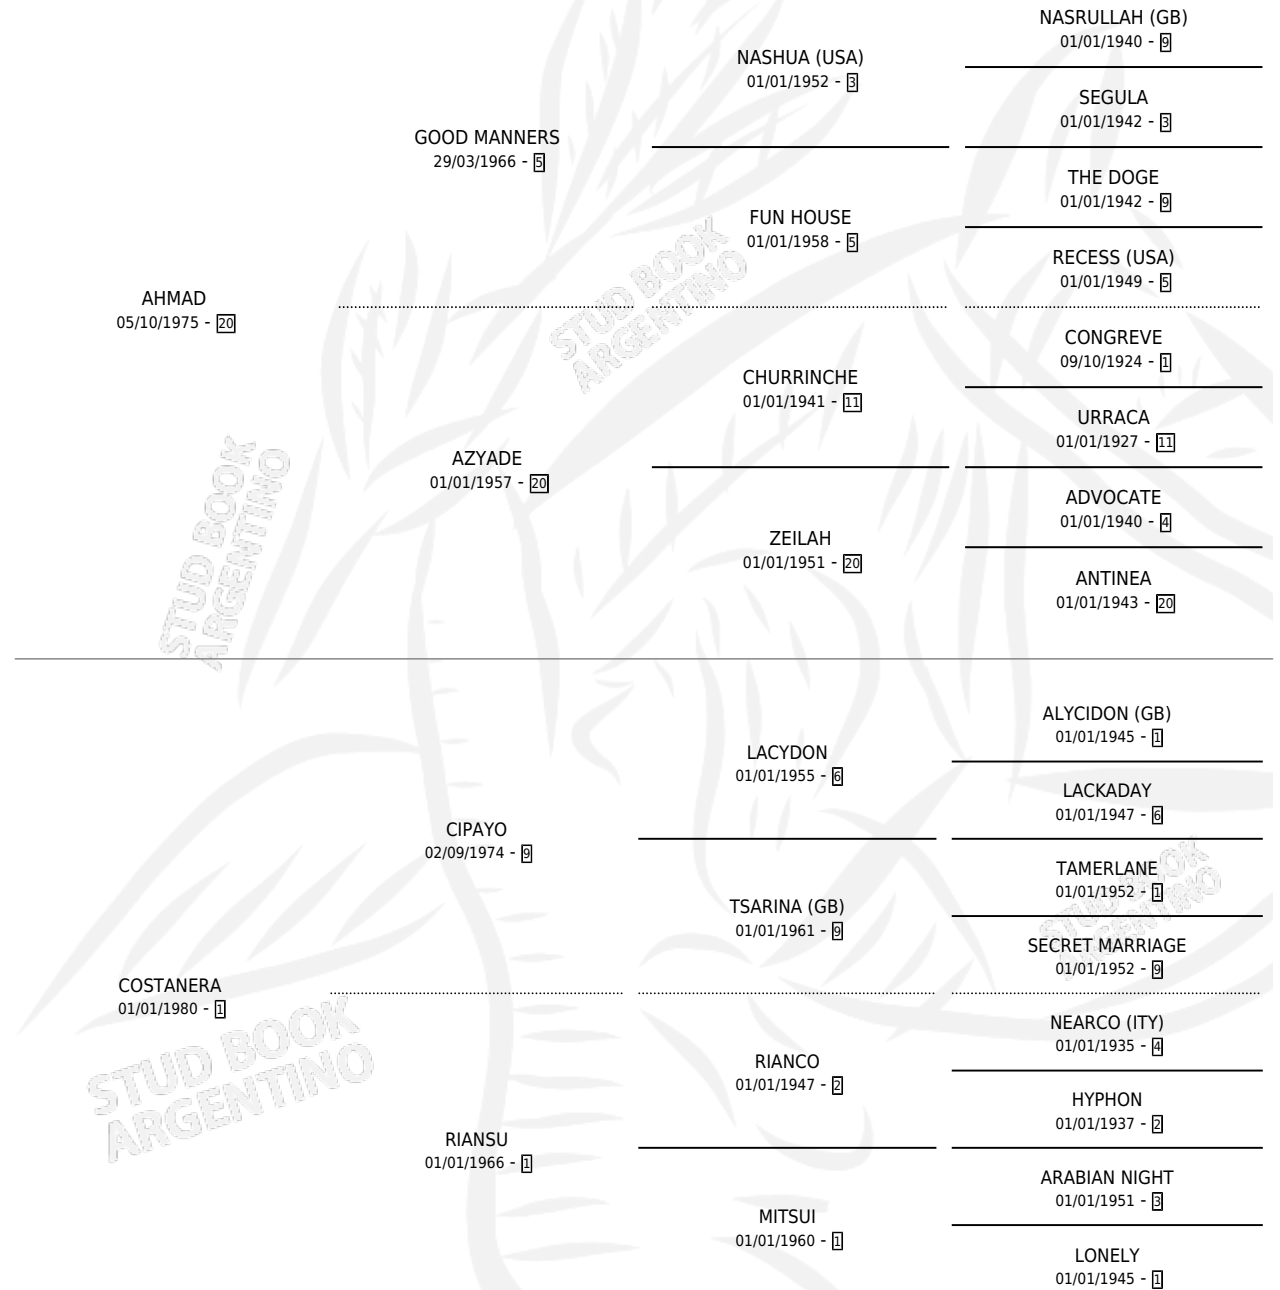 NASRULLAH (GB)
01/01/1940 - 9
NASHUA (USA)
01/01/1952 - 3
SEGULA
01/01/1942 - 3
GOOD MANNERS
29/03/1966 - 5
THE DOGE
01/01/1942 - 9
FUN HOUSE
01/01/1958 - 5
RECESS (USA)
01/01/1949 - 5
AHMAD
05/10/1975 - 20
CONGREVE
09/10/1924 - 1
CHURRINCHE
01/01/1941 - 11
URRACA
01/01/1927 - 11
AZYADE
01/01/1957 - 20
ADVOCATE
01/01/1940 - 4
ZEILAH
01/01/1951 - 20
ANTINEA
01/01/1943 - 20
STUD BOOK
ARGENTINO
STUD BOOK
ARGENTINO
ALYCIDON (GB)
01/01/1945 - 1
LACYDON
01/01/1955 - 6
LACKADAY
01/01/1947 - 6
CIPAYO
02/09/1974 - 9
TAMERLANE
01/01/1952 - 1
TSARINA (GB)
01/01/1961 - 9
SECRET MARRIAGE
01/01/1952 - 9
COSTANERA
01/01/1980 - 1
NEARCO (ITY)
01/01/1935 - 4
RIANCO
01/01/1947 - 2
HYPHON
01/01/1937 - 2
RIANSU
01/01/1966 - 1
ARABIAN NIGHT
01/01/1951 - 3
MITSUI
01/01/1960 - 1
LONELY
01/01/1945 - 1
STUD BOOK
ARGENTINO
STUD BOOK
ARGENTINO